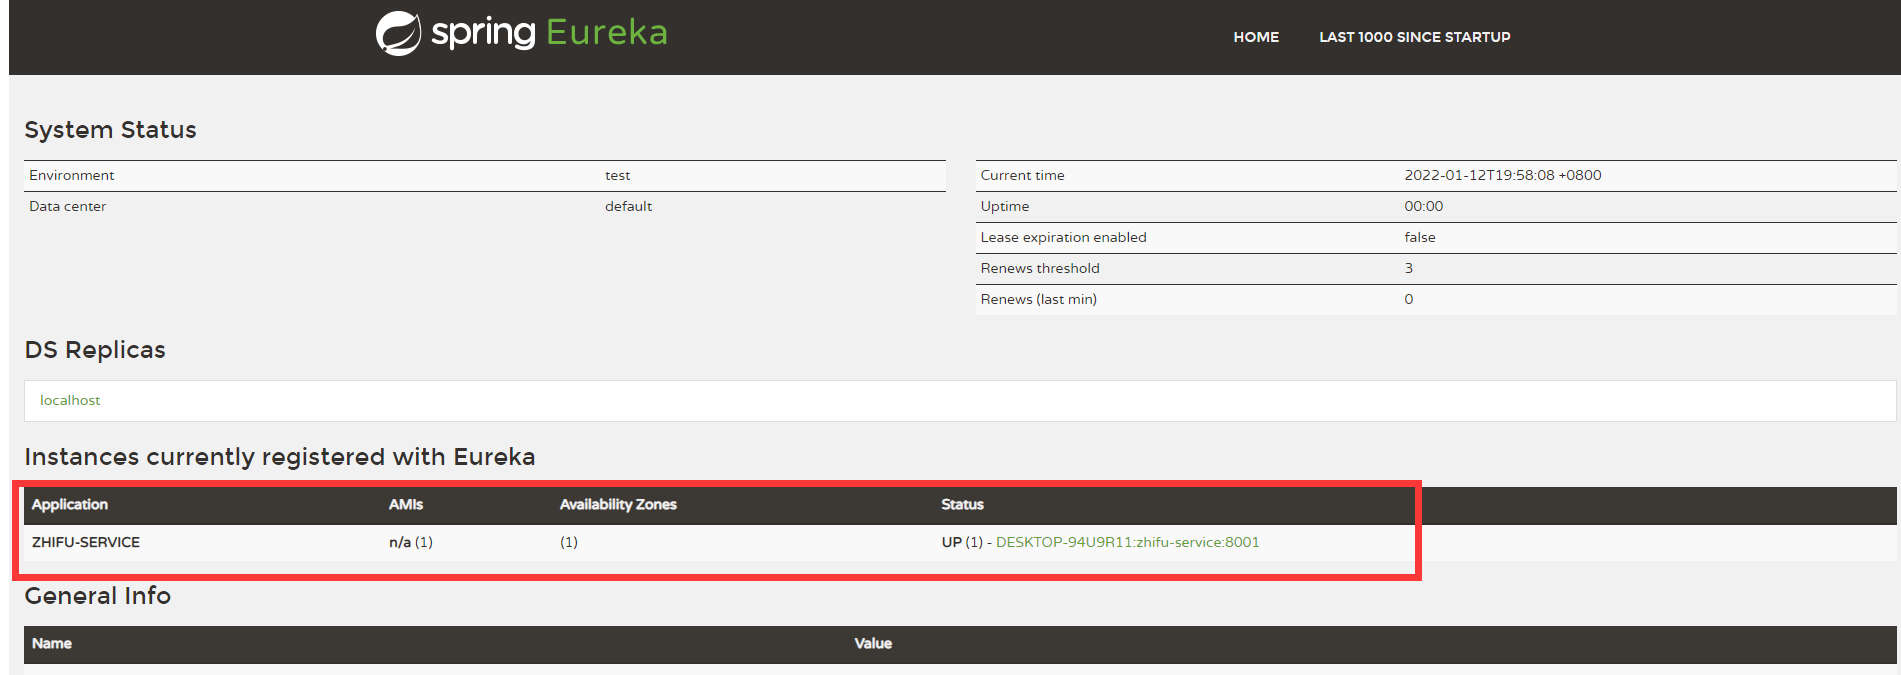 spring Eureka
HOME LAST 1000 SINCE STARTUP
System Status
Environment test
Data center default
Current time 2022-01-12T19:58:08 +0800
Uptime 00:00
Lease expiration enabled false
Renews threshold 3
Renews (last min) 0
DS Replicas
localhost
Instances currently registered with Eureka
Application AMIs Availability Zones Status
ZHIFU-SERVICE n/a (1) (1) UP (1) - DESKTOP-94U9R11:zhifu-service:8001
General Info
Name Value